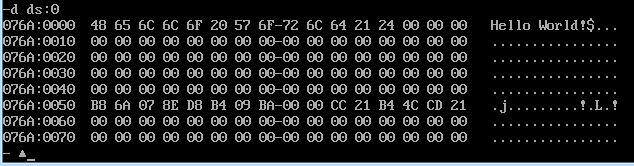 -d ds:0
076A:0000  48 65 6C 6C 6F 20 57 6F-72 6C 64 21 24 00 00 00   Hello World!$...
076A:0010  00 00 00 00 00 00 00 00-00 00 00 00 00 00 00 00   ................
076A:0020  00 00 00 00 00 00 00 00-00 00 00 00 00 00 00 00   ................
076A:0030  00 00 00 00 00 00 00 00-00 00 00 00 00 00 00 00   ................
076A:0040  00 00 00 00 00 00 00 00-00 00 00 00 00 00 00 00   ................
076A:0050  B8 6A 07 8E D8 B4 09 BA-00 00 CC 21 B4 4C CD 21   .j.........!.L.!
076A:0060  00 00 00 00 00 00 00 00-00 00 00 00 00 00 00 00   ................
076A:0070  00 00 00 00 00 00 00 00-00 00 00 00 00 00 00 00   ................
- ▲_